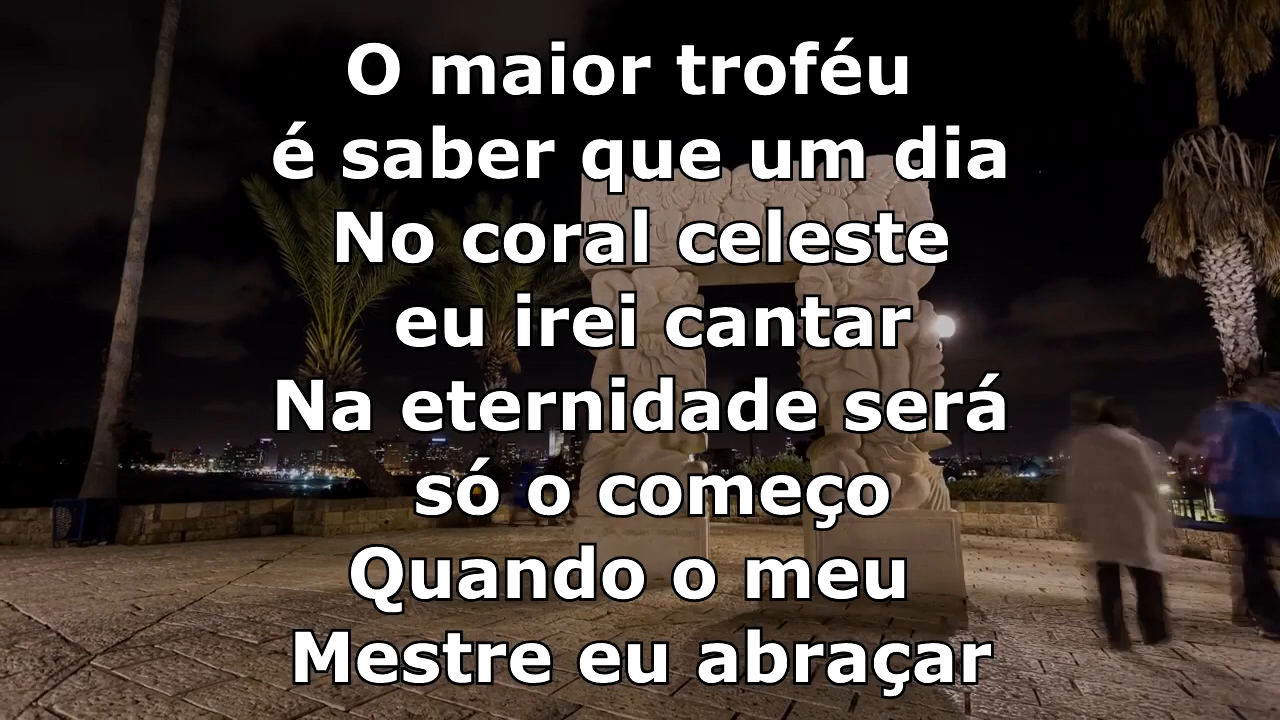 O maior troféu
é saber que um dia
No coral celeste
eu irei cantar
Na eternidade será
só o começo
Quando o meu
Mestre eu abraçar